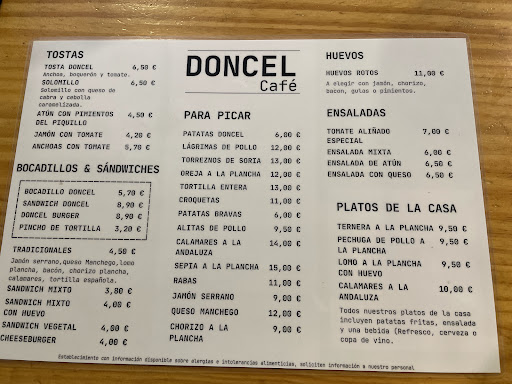 TOSTAS
TOSTA DONCEL 6,50 €
Anchoa, boquerón y tomate.
SOLOMILLO 6,50 €
Solomillo con queso de
cabra y cebolla
caramelizada.
ATÚN CON PIMIENTOS 4,50 €
DEL PIQUILLO
JAMÓN CON TOMATE 4,20 €
ANCHOAS CON TOMATE 5,70 €
BOCADILLOS & SÁNDWICHES
BOCADILLO DONCEL 5,70 €
SANDWICH DONCEL 8,90 €
DONCEL BURGER 8,90 €
PINCHO DE TORTILLA 3,20 €
TRADICIONALES 4,50 €
Jamón serrano,queso Manchego,lomo
plancha, bacón, chorizo plancha,
calamares, tortilla española.
SANDWICH MIXTO 3,80 €
SANDWICH MIXTO 4,00 €
CON HUEVO
SANDWICH VEGETAL 4,00 €
CHEESEBURGER 4,00 €
DONCEL
Café
PARA PICAR
PATATAS DONCEL 6,00 €
LÁGRIMAS DE POLLO 12,00 €
TORREZNOS DE SORIA 13,00 €
OREJA A LA PLANCHA 12,00 €
TORTILLA ENTERA 13,00 €
CROQUETAS 11,00 €
PATATAS BRAVAS 6,00 €
ALITAS DE POLLO 9,50 €
CALAMARES A LA 14,00 €
ANDALUZA
SEPIA A LA PLANCHA 15,00 €
RABAS 11,00 €
JAMÓN SERRANO 9,00 €
QUESO MANCHEGO 12,00 €
CHORIZO A LA 9,00 €
PLANCHA
HUEVOS
HUEVOS ROTOS 11,00 €
A elegir con jamón, chorizo,
bacon, gulas o pimientos.
ENSALADAS
TOMATE ALIÑADO 7,00 €
ESPECIAL
ENSALADA MIXTA 6,00 €
ENSALADA DE ATÚN 6,50 €
ENSALADA CON QUESO 6,50 €
PLATOS DE LA CASA
TERNERA A LA PLANCHA 9,50 €
PECHUGA DE POLLO A 9,50 €
LA PLANCHA
LOMO A LA PLANCHA 9,50 €
CON HUEVO
CALAMARES A LA 10,00 €
ANDALUZA
Todos nuestros platos de la casa
incluyen patatas fritas, ensalada
y una bebida (Refresco, cerveza o
copa de vino.
Establecimiento con información disponible sobre alergias e intolerancias alimenticias, soliciten información a nuestro personal